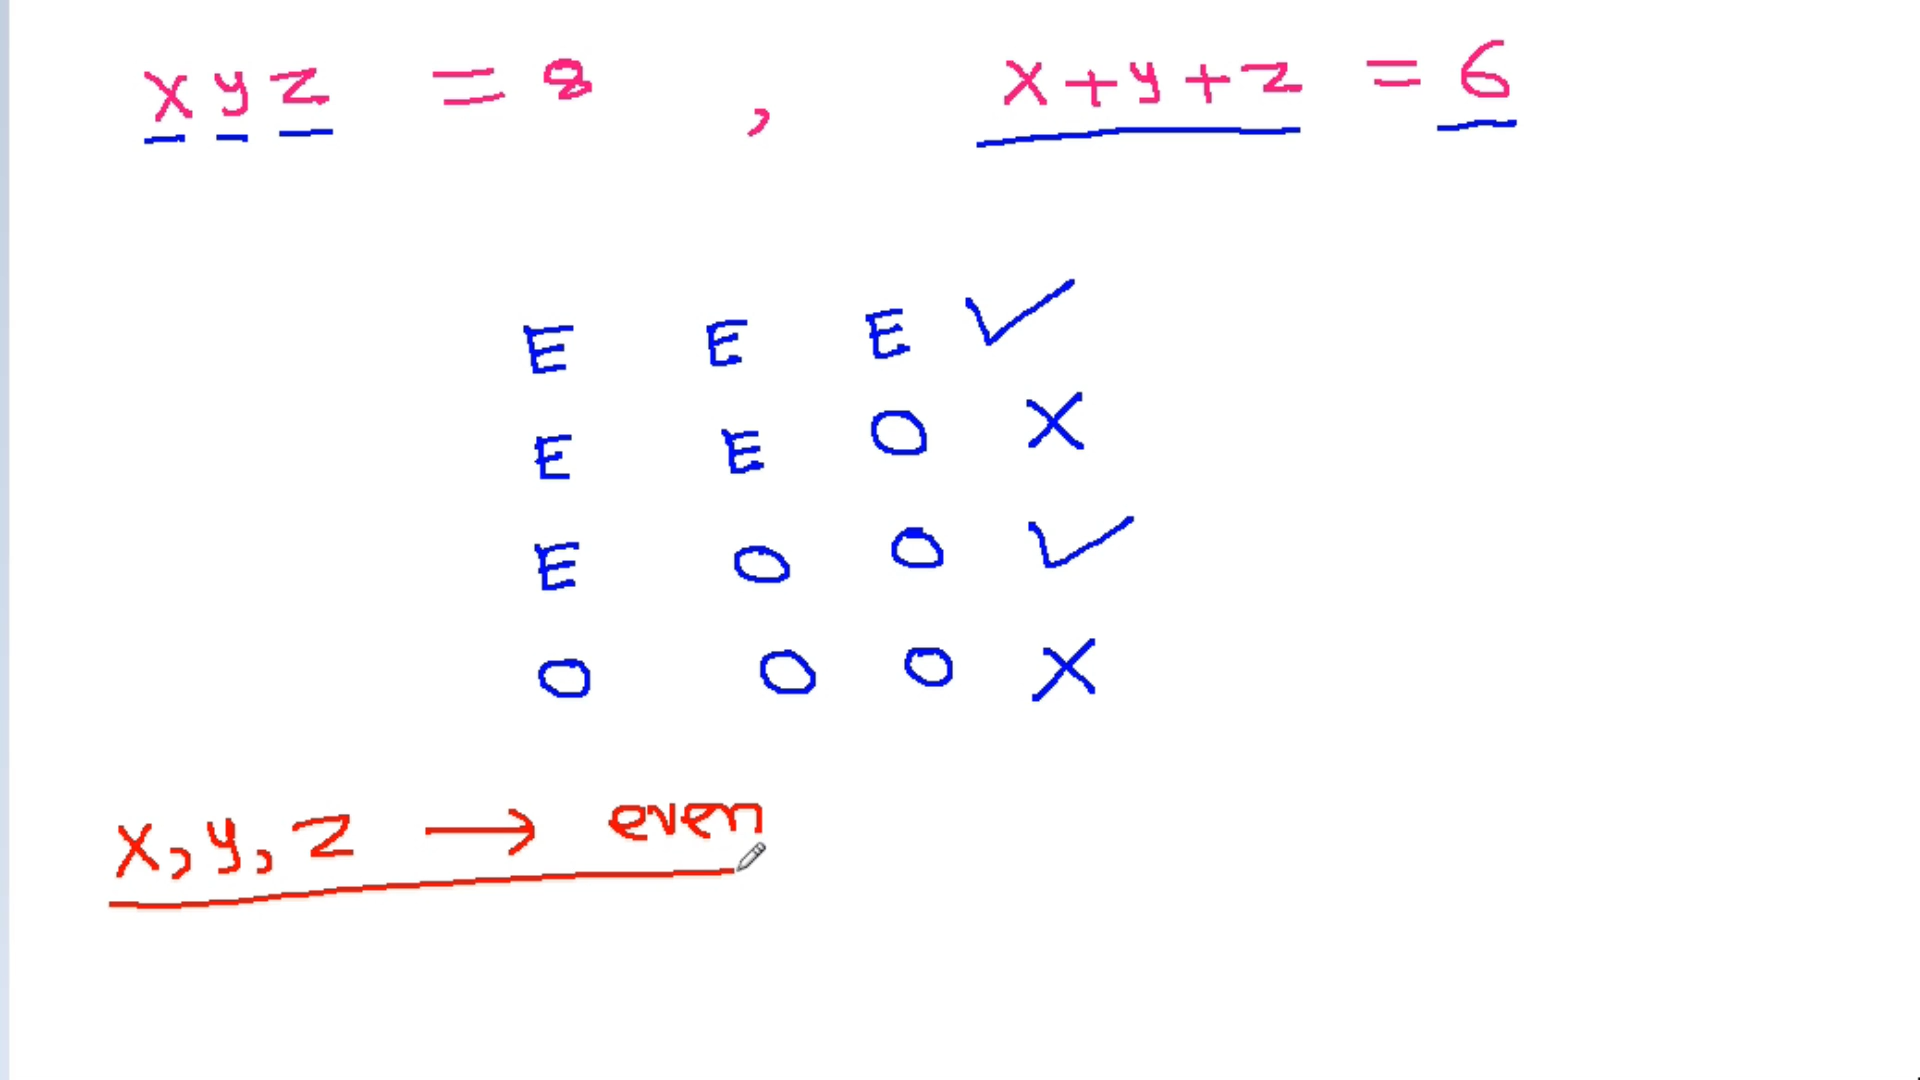 xyz = 8 , x+y+z = 6
E E E ✓
E E O X
E O O ✓
O O O X
x, y, z → even